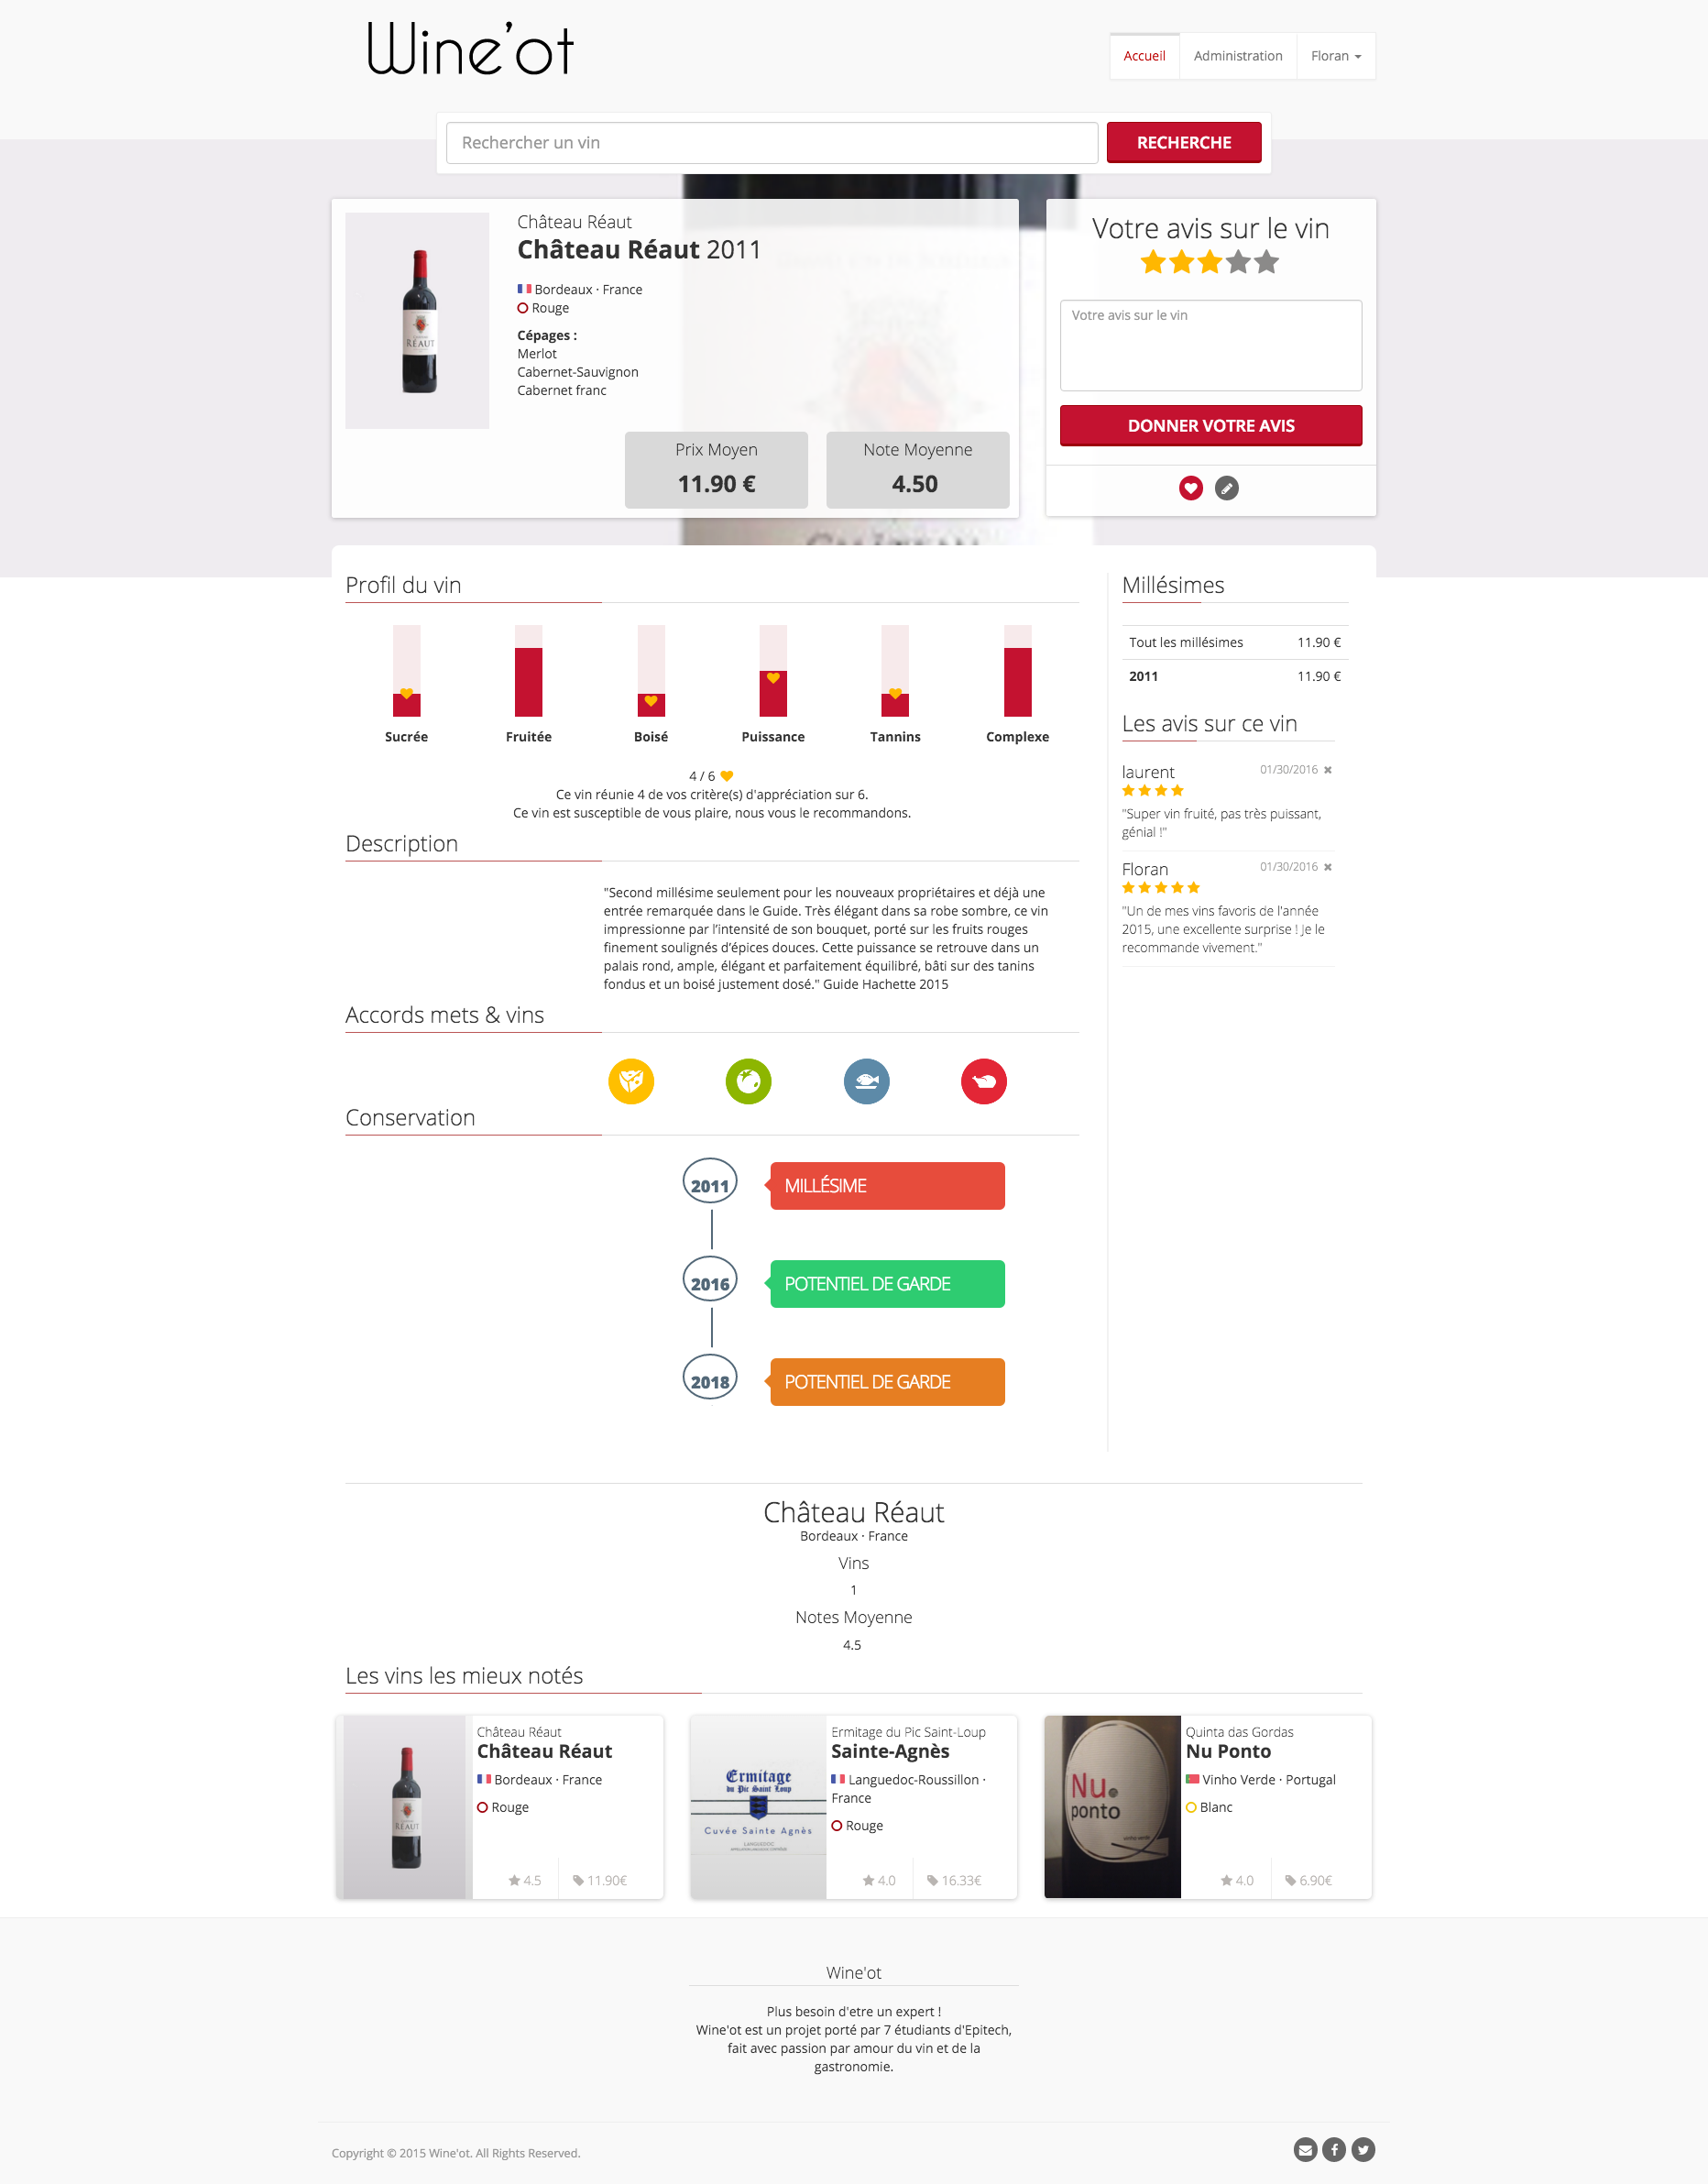 Wine'ot
Accueil
Administration
Floran
Rechercher un vin
RECHERCHE
RÉAUT
Château Réaut
Château Réaut 2011
Bordeaux · France
Rouge
Cépages :
Merlot
Cabernet-Sauvignon
Cabernet franc
Prix Moyen
11.90 €
Note Moyenne
4.50
Votre avis sur le vin
Votre avis sur le vin
DONNER VOTRE AVIS
Profil du vin
Sucrée
Fruitée
Boisé
Puissance
Tannins
Complexe
4 / 6
Ce vin réunie 4 de vos critère(s) d'appréciation sur 6.
Ce vin est susceptible de vous plaire, nous vous le recommandons.
Description
"Second millésime seulement pour les nouveaux propriétaires et déjà une
entrée remarquée dans le Guide. Très élégant dans sa robe sombre, ce vin
impressionne par l'intensité de son bouquet, porté sur les fruits rouges
finement soulignés d'épices douces. Cette puissance se retrouve dans un
palais rond, ample, élégant et parfaitement équilibré, bâti sur des tanins
fondus et un boisé justement dosé." Guide Hachette 2015
Accords mets & vins
Conservation
2011
MILLÉSIME
2016
POTENTIEL DE GARDE
2018
POTENTIEL DE GARDE
Millésimes
Tout les millésimes 11.90 €
2011 11.90 €
Les avis sur ce vin
laurent 01/30/2016
"Super vin fruité, pas très puissant,
génial !"
Floran 01/30/2016
"Un de mes vins favoris de l'année
2015, une excellente surprise ! Je le
recommande vivement."
Château Réaut
Bordeaux · France
Vins
1
Notes Moyenne
4.5
Les vins les mieux notés
RÉAUT
Château Réaut
Château Réaut
Bordeaux · France
Rouge
4.5
11.90€
Ermitage
du Pic Saint Loup
Cuvée Sainte Agnès
LANGUEDOC
Ermitage du Pic Saint-Loup
Sainte-Agnès
Languedoc-Roussillon ·
France
Rouge
4.0
16.33€
Nu.
ponto
vinho verde
Quinta das Gordas
Nu Ponto
Vinho Verde · Portugal
Blanc
4.0
6.90€
Wine'ot
Plus besoin d'etre un expert !
Wine'ot est un projet porté par 7 étudiants d'Epitech,
fait avec passion par amour du vin et de la
gastronomie.
Copyright © 2015 Wine'ot. All Rights Reserved.